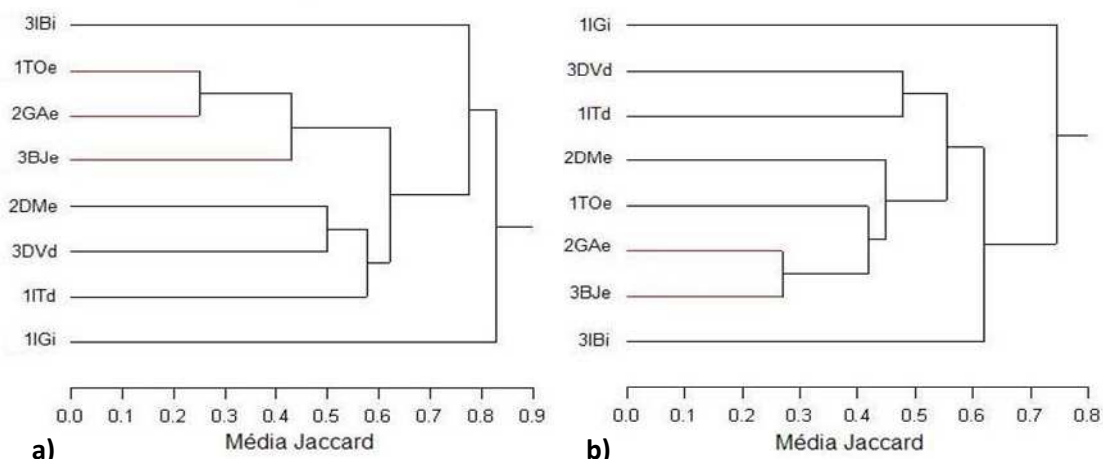 3IBi
1TOe
2GAe
3BJe
2DMe
3DVd
1ITd
1IGi
0.0 0.1 0.2 0.3 0.4 0.5 0.6 0.7 0.8 0.9
Média Jaccard
a)
1IGi
3DVd
1ITd
2DMe
1TOe
2GAe
3BJe
3IBi
0.0 0.1 0.2 0.3 0.4 0.5 0.6 0.7 0.8
Média Jaccard
b)